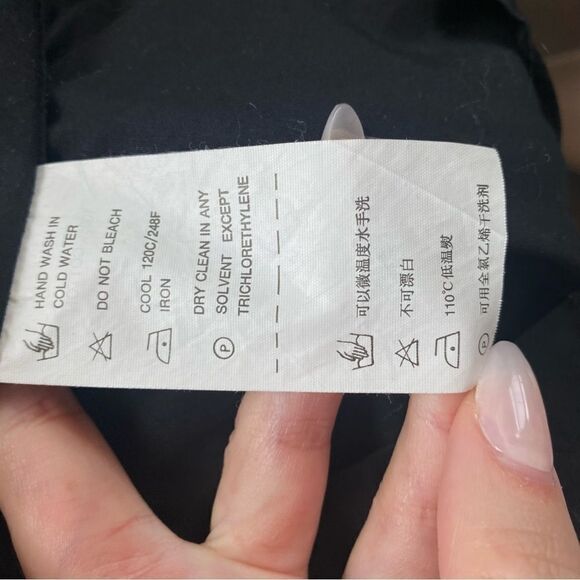 HAND WASH IN
COLD WATER
DO NOT BLEACH
COOL 120C/248F
IRON
DRY CLEAN IN ANY
SOLVENT EXCEPT
TRICHLORETHYLENE
P
可以微温度水手洗
不可漂白
110℃低温熨
可用全氯乙烯干洗剂
P